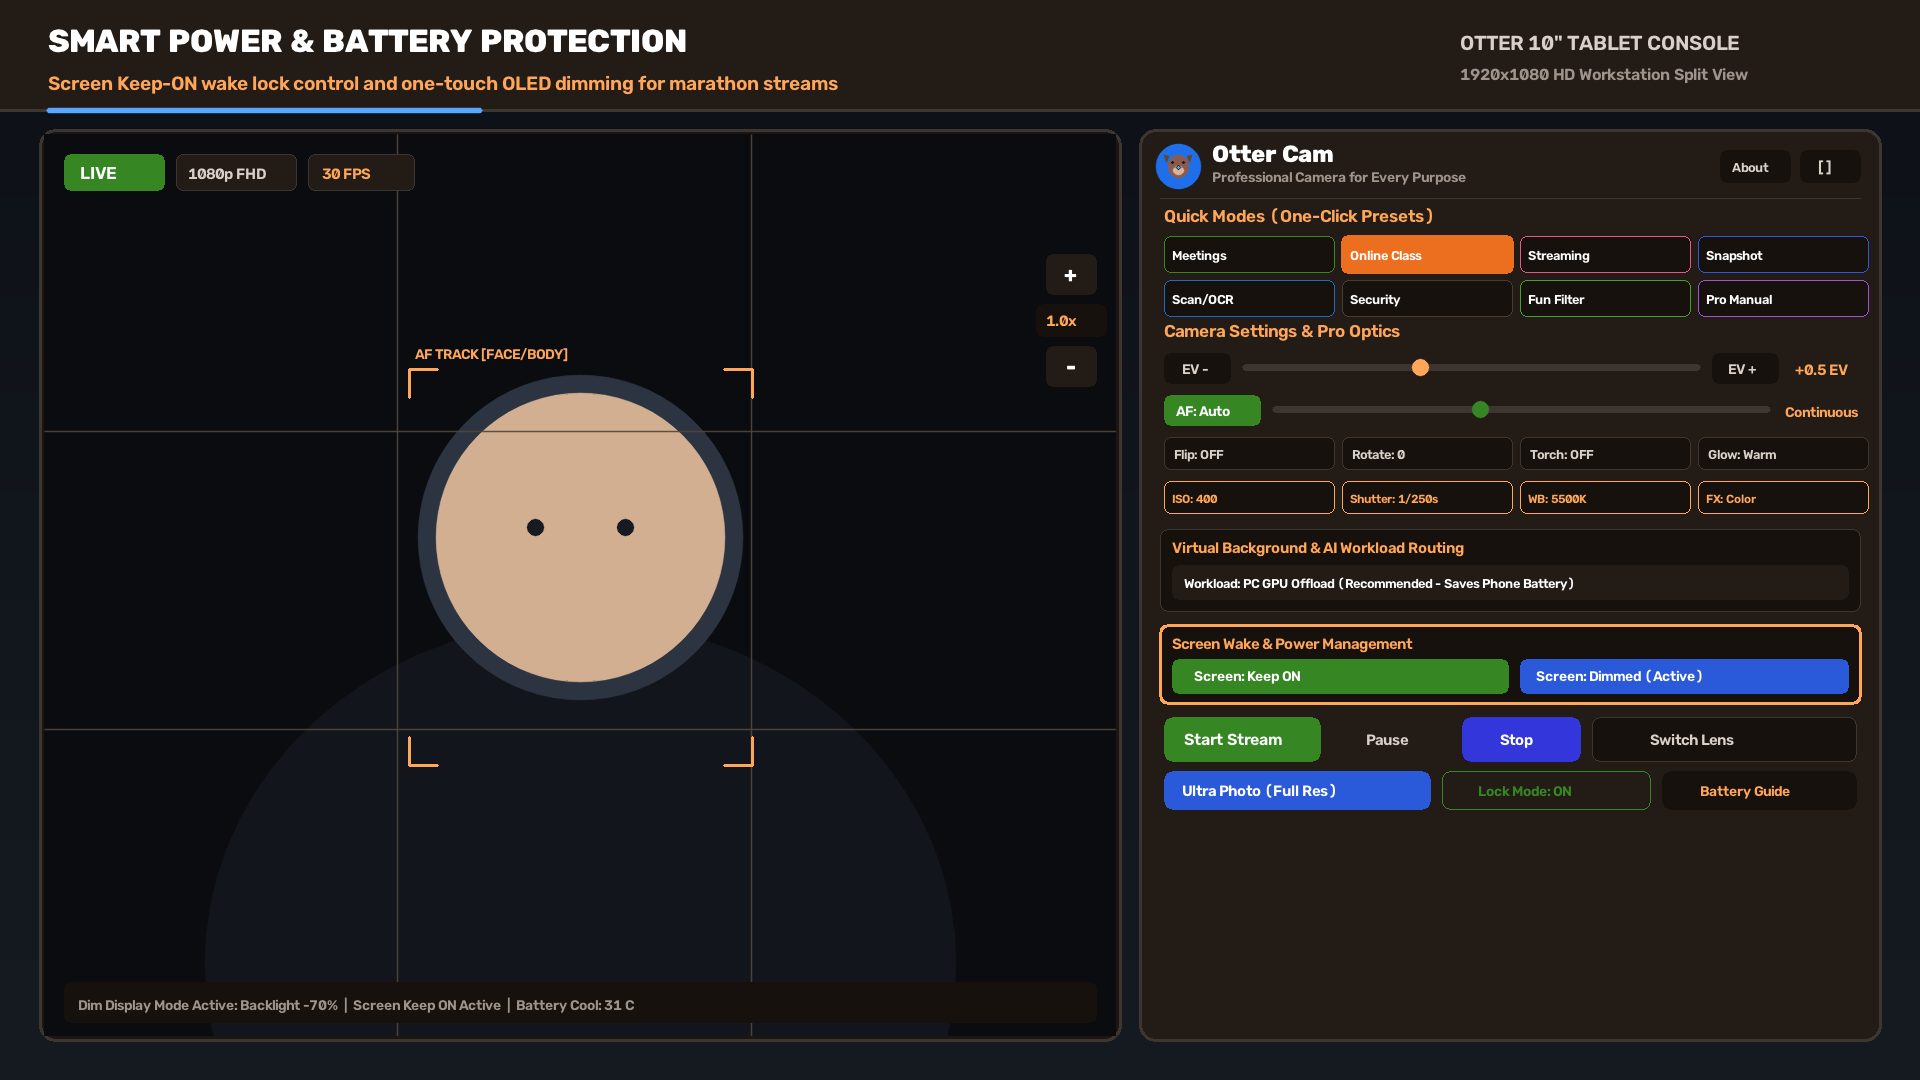 SMART POWER & BATTERY PROTECTION
Screen Keep-ON wake lock control and one-touch OLED dimming for marathon streams
OTTER 10" TABLET CONSOLE
1920x1080 HD Workstation Split View
LIVE
1080p FHD
30 FPS
+
1.0x
-
AF TRACK [FACE/BODY]
Dim Display Mode Active: Backlight -70% | Screen Keep ON Active | Battery Cool: 31 C
Otter Cam
Professional Camera for Every Purpose
About
[ ]
Quick Modes (One-Click Presets)
Meetings
Online Class
Streaming
Snapshot
Scan/OCR
Security
Fun Filter
Pro Manual
Camera Settings & Pro Optics
EV -
EV +
+0.5 EV
AF: Auto
Continuous
Flip: OFF
Rotate: 0
Torch: OFF
Glow: Warm
ISO: 400
Shutter: 1/250s
WB: 5500K
FX: Color
Virtual Background & AI Workload Routing
Workload: PC GPU Offload (Recommended - Saves Phone Battery)
Screen Wake & Power Management
Screen: Keep ON
Screen: Dimmed (Active)
Start Stream
Pause
Stop
Switch Lens
Ultra Photo (Full Res)
Lock Mode: ON
Battery Guide